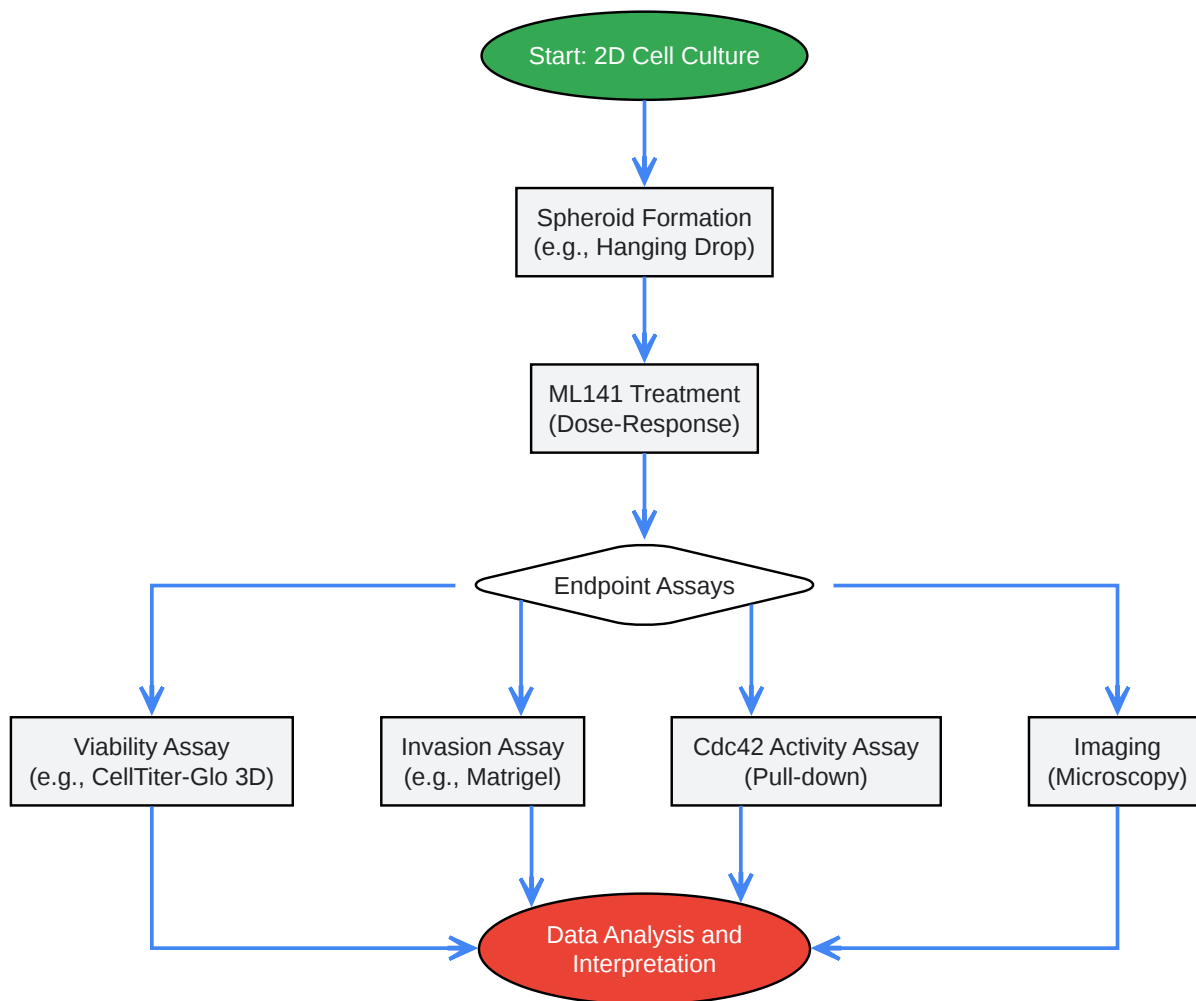 Start: 2D Cell Culture
Spheroid Formation
(e.g., Hanging Drop)
ML141 Treatment
(Dose-Response)
Endpoint Assays
Viability Assay
(e.g., CellTiter-Glo 3D)
Invasion Assay
(e.g., Matrigel)
Cdc42 Activity Assay
(Pull-down)
Imaging
(Microscopy)
Data Analysis and
Interpretation